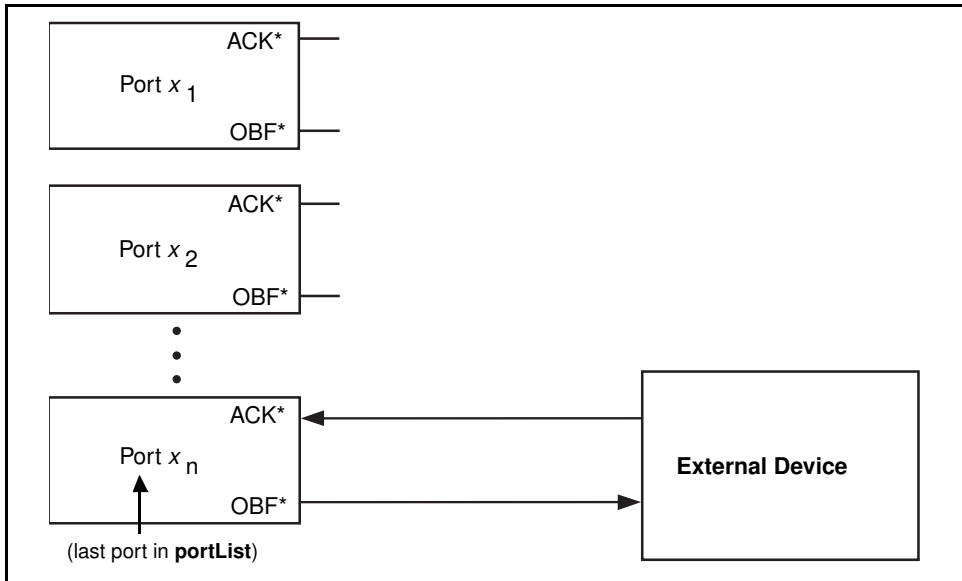 ACK*
Port x 1
OBF*
ACK*
Port x 2
OBF*
ACK*
Port x n
OBF*
(last port in portList)
External Device